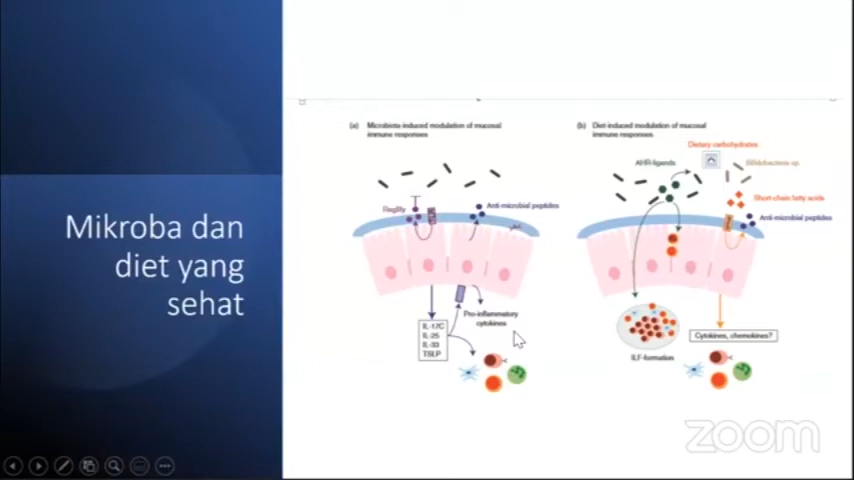 Mikroba dan
diet yang
sehat
(a) Microbiota-induced modulation of mucosal
immune responses
RegIIIγ
Anti-microbial peptides
IL-17C
IL-25
IL-33
TSLP
Pro-inflammatory
cytokines
(b) Diet-induced modulation of mucosal
immune responses
Dietary carbohydrates
AHR-ligands
Bifidobacteria sp.
Short-chain fatty acids
Anti-microbial peptides
ILF-formation
Cytokines, chemokines?
zoom